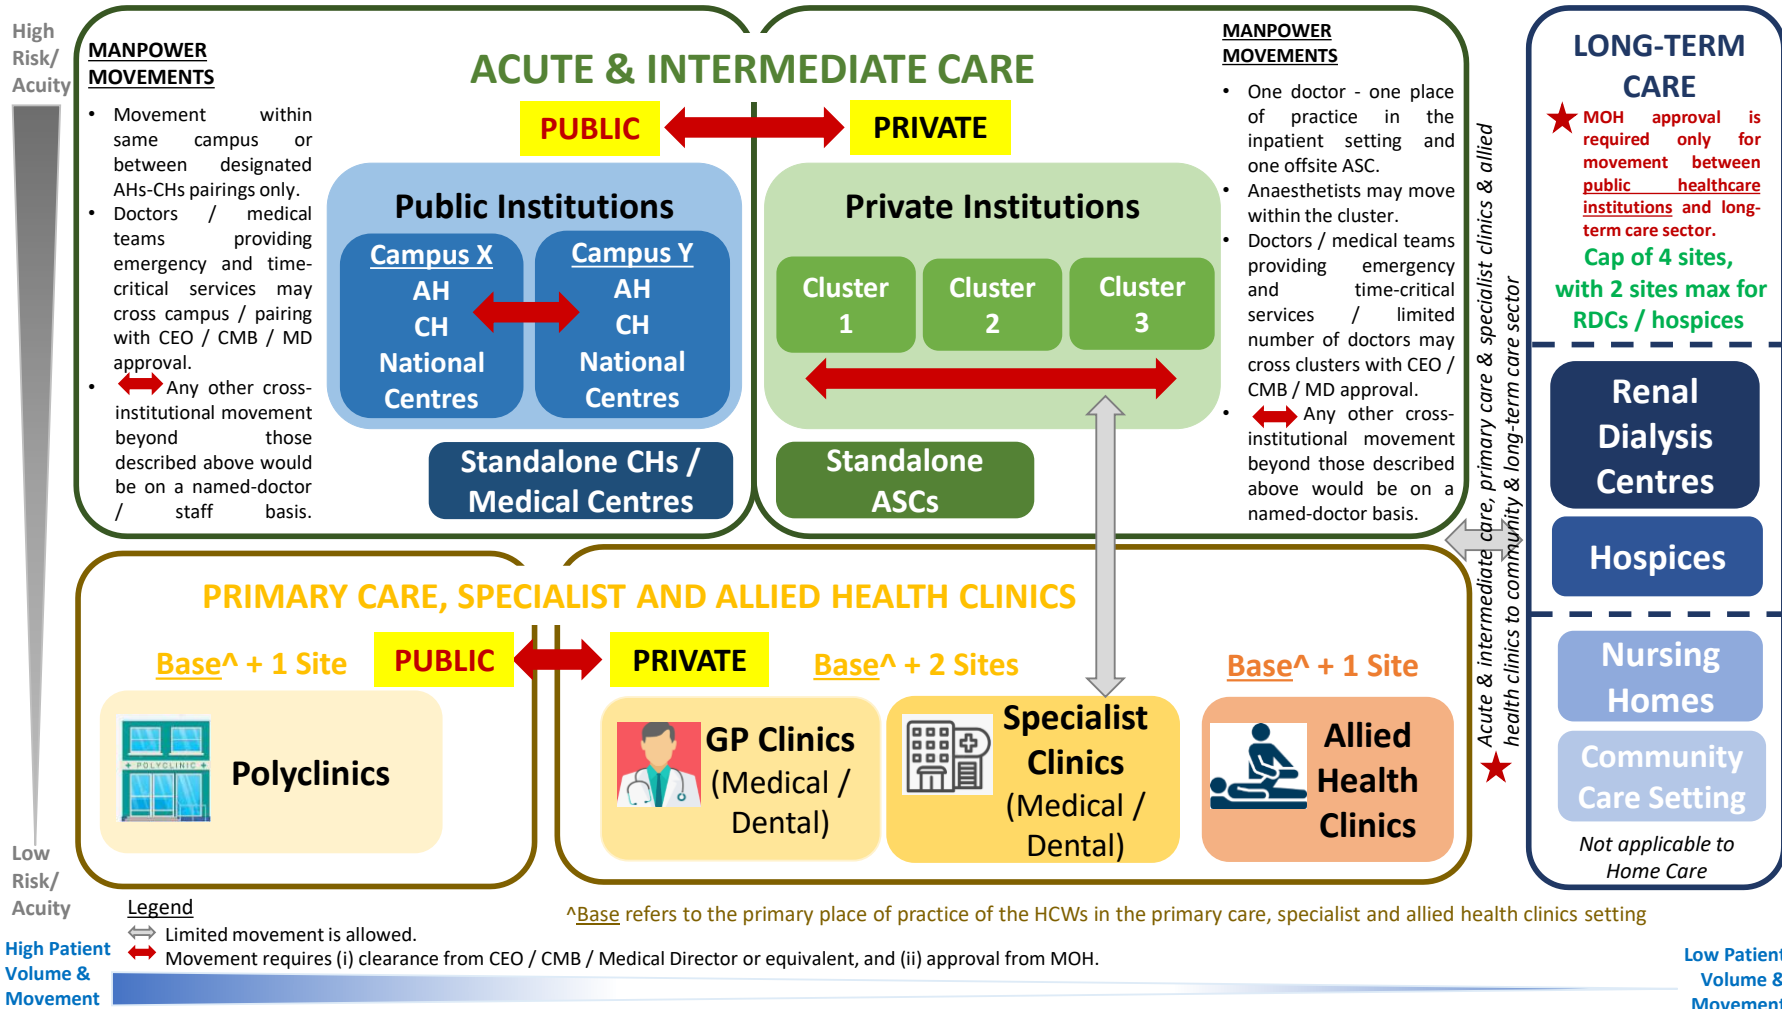 High
Risk/
Acuity
MANPOWER
MOVEMENTS
• Movement within
same campus or
between designated
AHs-CHs pairings only.
• Doctors / medical
teams providing
emergency and time-
critical services may
cross campus / pairing
with CEO / CMB / MD
approval.
• Any other cross-
institutional movement
beyond those
described above would
be on a named-doctor
/ staff basis.
ACUTE & INTERMEDIATE CARE
PUBLIC
PRIVATE
Public Institutions
Campus X
AH
CH
National
Centres
Campus Y
AH
CH
National
Centres
Standalone CHs /
Medical Centres
Private Institutions
Cluster
1
Cluster
2
Cluster
3
Standalone
ASCs
MANPOWER
MOVEMENTS
• One doctor - one place
of practice in the
inpatient setting and
one offsite ASC.
• Anaesthetists may move
within the cluster.
• Doctors / medical teams
providing emergency
and time-critical
services / limited
number of doctors may
cross clusters with CEO /
CMB / MD approval.
• Any other cross-
institutional movement
beyond those described
above would be on a
named-doctor basis.
Acute & intermediate care, primary care & specialist clinics & allied
health clinics to community & long-term care sector
LONG-TERM
CARE
MOH approval is
required only for
movement between
public healthcare
institutions and long-
term care sector.
Cap of 4 sites,
with 2 sites max for
RDCs / hospices
Renal
Dialysis
Centres
Hospices
Nursing
Homes
Community
Care Setting
Not applicable to
Home Care
PRIMARY CARE, SPECIALIST AND ALLIED HEALTH CLINICS
Base^ + 1 Site
PUBLIC
PRIVATE
Base^ + 2 Sites
Base^ + 1 Site
POLYCLINIC
Polyclinics
GP Clinics
(Medical /
Dental)
Specialist
Clinics
(Medical /
Dental)
Allied
Health
Clinics
Low
Risk/
Acuity
Legend
^Base refers to the primary place of practice of the HCWs in the primary care, specialist and allied health clinics setting
Limited movement is allowed.
Movement requires (i) clearance from CEO / CMB / Medical Director or equivalent, and (ii) approval from MOH.
High Patient
Volume &
Movement
Low Patient
Volume &
Movement